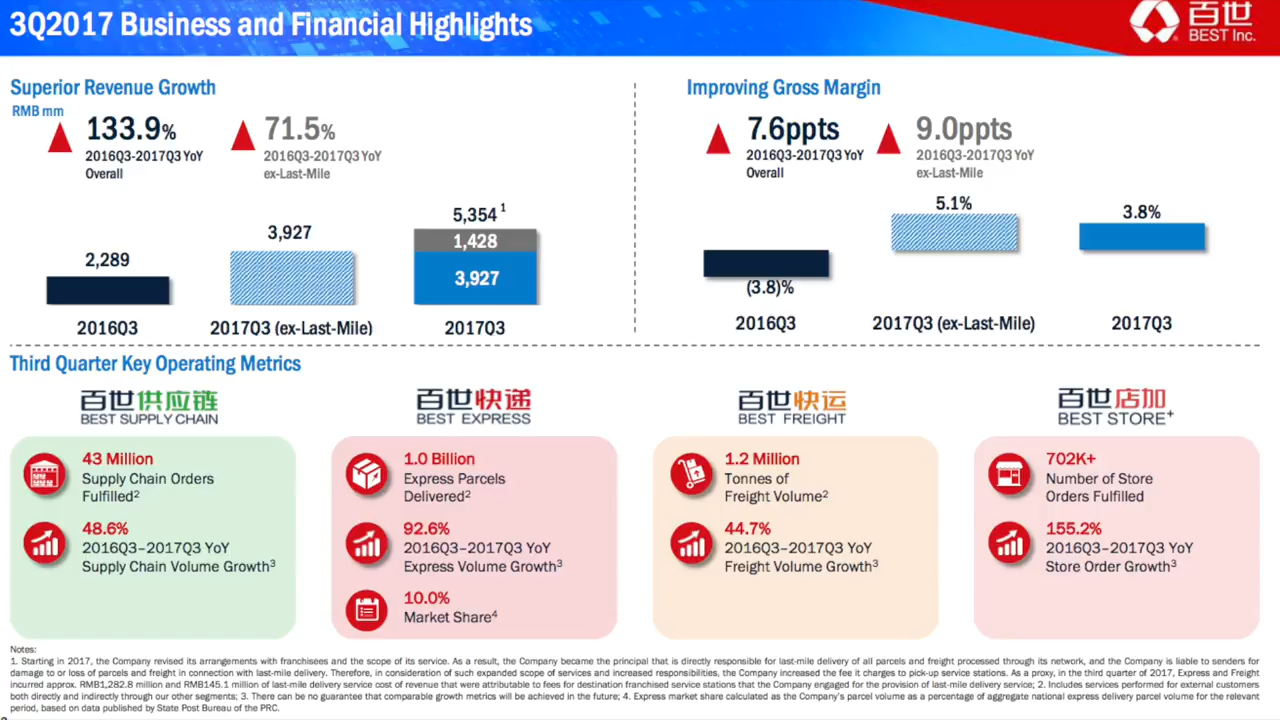 3Q2017 Business and Financial Highlights
百世
BEST Inc.
Superior Revenue Growth
RMB mm
133.9%
2016Q3-2017Q3 YoY
Overall
71.5%
2016Q3-2017Q3 YoY
ex-Last-Mile
2,289
3,927
5,354 1
1,428
3,927
2016Q3
2017Q3 (ex-Last-Mile)
2017Q3
Improving Gross Margin
7.6ppts
2016Q3-2017Q3 YoY
Overall
9.0ppts
2016Q3-2017Q3 YoY
ex-Last-Mile
(3.8)%
5.1%
3.8%
2016Q3
2017Q3 (ex-Last-Mile)
2017Q3
Third Quarter Key Operating Metrics
百世供应链
BEST SUPPLY CHAIN
43 Million
Supply Chain Orders
Fulfilled2
48.6%
2016Q3–2017Q3 YoY
Supply Chain Volume Growth3
百世快递
BEST EXPRESS
1.0 Billion
Express Parcels
Delivered2
92.6%
2016Q3–2017Q3 YoY
Express Volume Growth3
10.0%
Market Share4
百世快运
BEST FREIGHT
1.2 Million
Tonnes of
Freight Volume2
44.7%
2016Q3–2017Q3 YoY
Freight Volume Growth3
百世店加
BEST STORE+
702K+
Number of Store
Orders Fulfilled
155.2%
2016Q3–2017Q3 YoY
Store Order Growth3
Notes:
1. Starting in 2017, the Company revised its arrangements with franchisees and the scope of its service. As a result, the Company became the principal that is directly responsible for last-mile delivery of all parcels and freight processed through its network, and the Company is liable to senders for
damage to or loss of parcels and freight in connection with last-mile delivery. Therefore, in consideration of such expanded scope of services and increased responsibilities, the Company increased the fee it charges to pick-up service stations. As a proxy, in the third quarter of 2017, Express and Freight
incurred approx. RMB1,282.8 million and RMB145.1 million of last-mile delivery service cost of revenue that were attributable to fees for destination franchised service stations that the Company engaged for the provision of last-mile delivery service; 2. Includes services performed for external customers
both directly and indirectly through our other segments; 3. There can be no guarantee that comparable growth metrics will be achieved in the future; 4. Express market share calculated as the Company's parcel volume as a percentage of aggregate national express delivery parcel volume for the relevant
period, based on data published by State Post Bureau of the PRC.